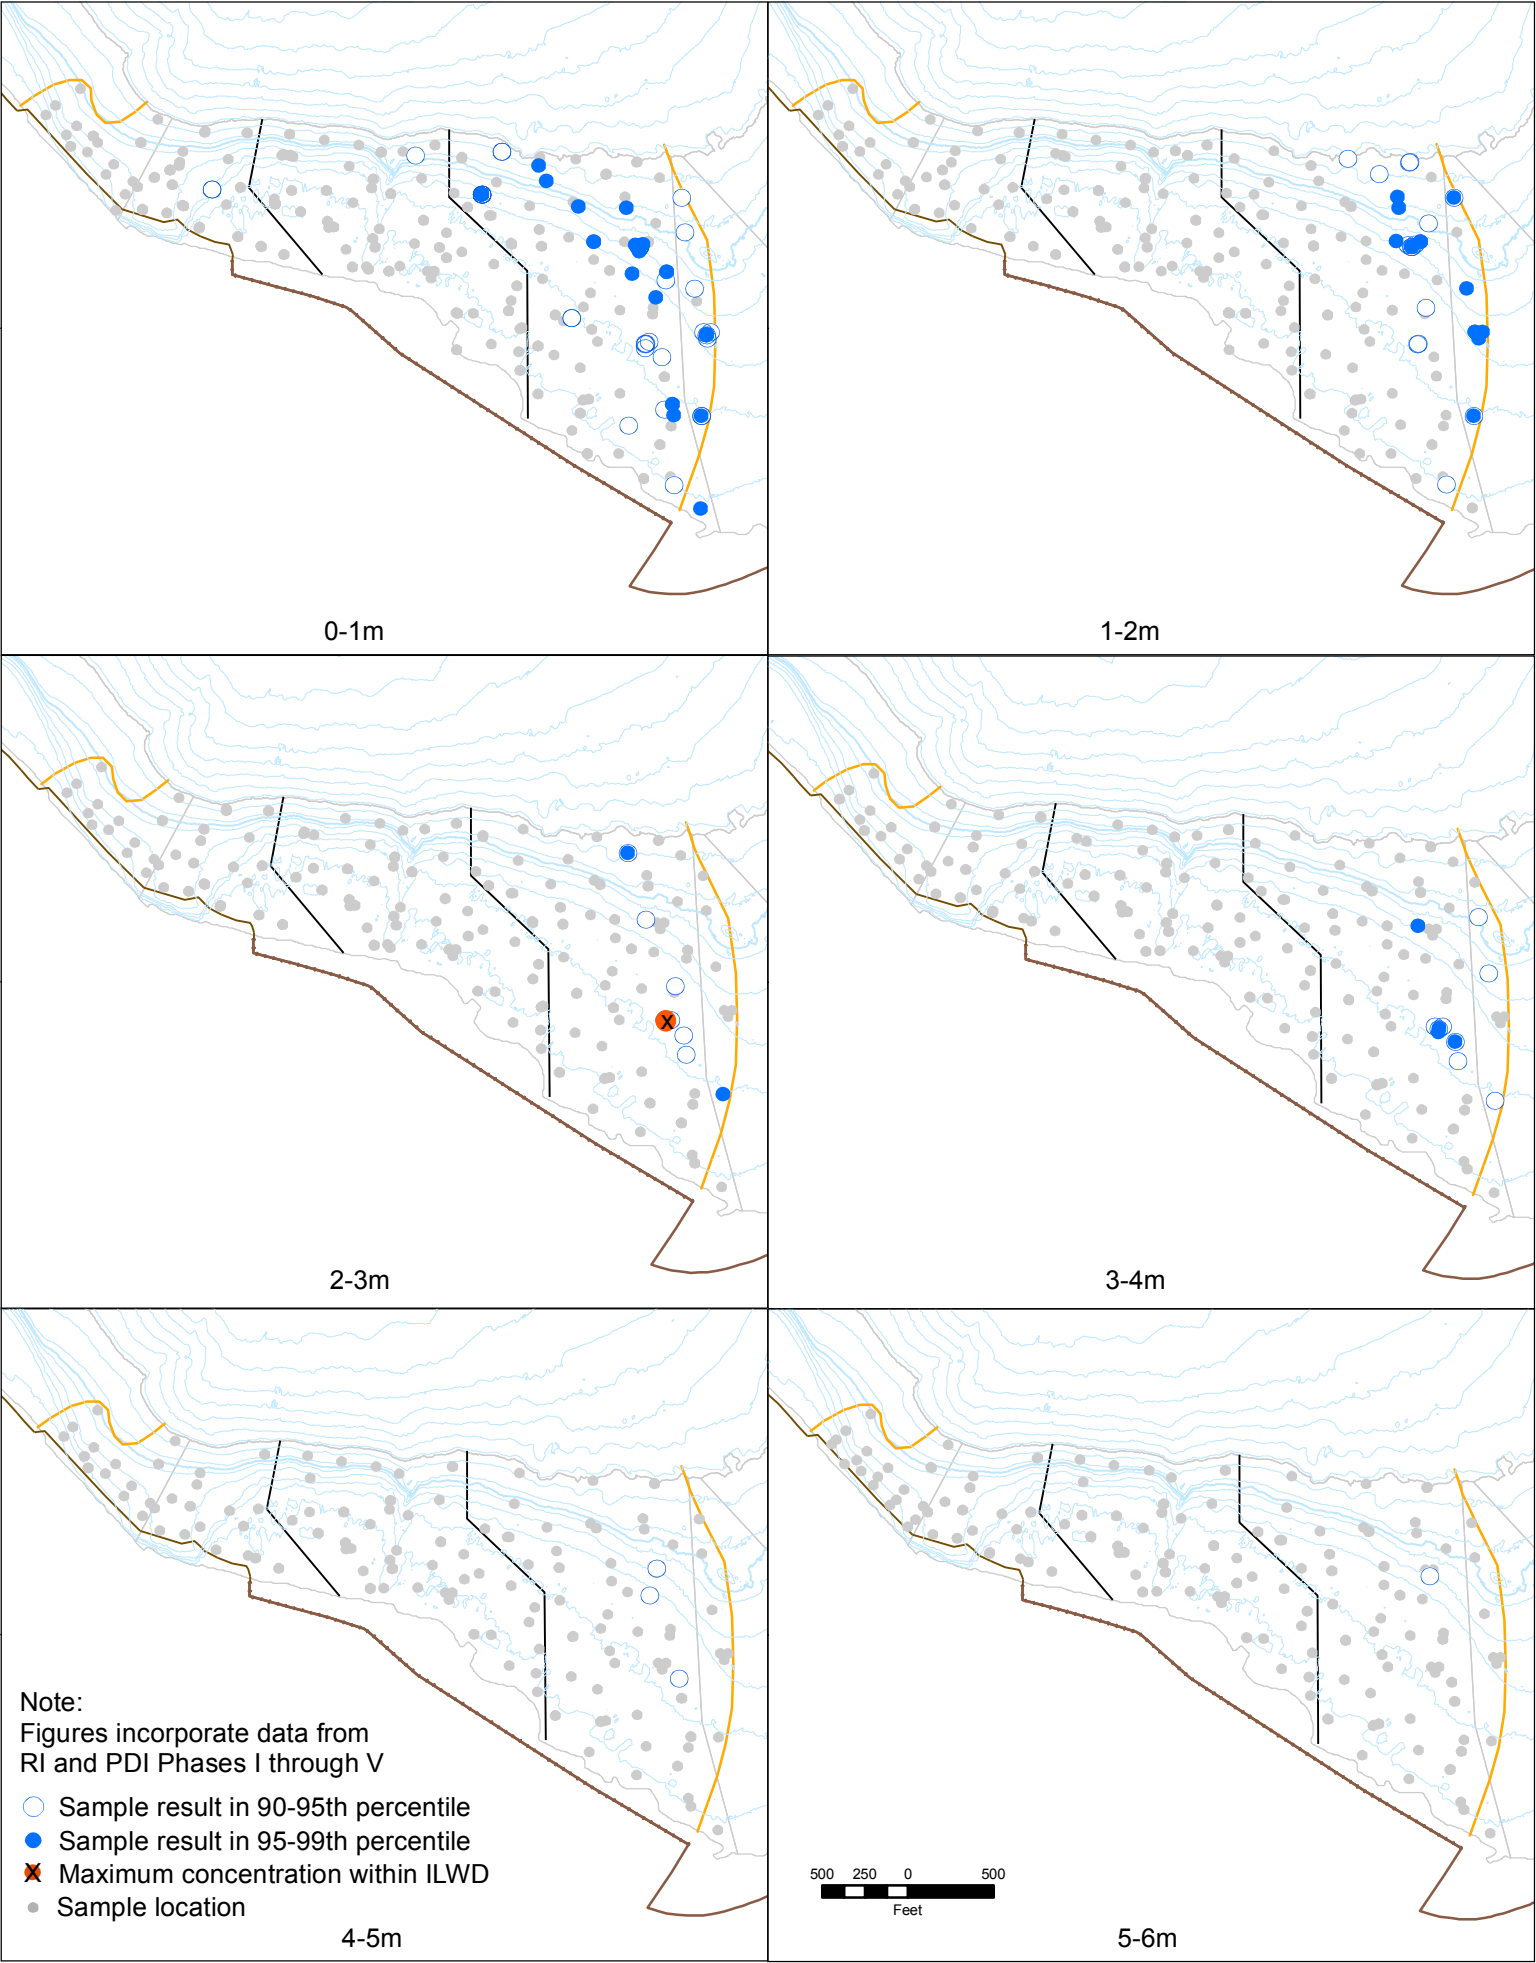 0-1m
1-2m
2-3m
3-4m
X
Note:
Figures incorporate data from
RI and PDI Phases I through V
Sample result in 90-95th percentile
Sample result in 95-99th percentile
X Maximum concentration within ILWD
Sample location
4-5m
500 250 0 500
Feet
5-6m